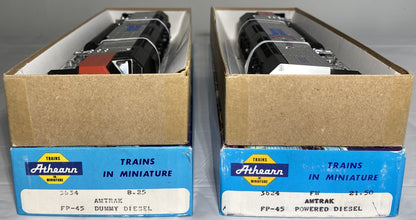 TRAINS
Athearn
IN MINIATURE
TRAINS
IN MINIATURE
3634 8.25
AMTRAK
FP-45 DUMMY DIESEL
TRAINS
Athearn
IN MINIATURE
TRAINS
IN MINIATURE
3624 FW 21.50
AMTRAK
FP-45 POWERED DIESEL